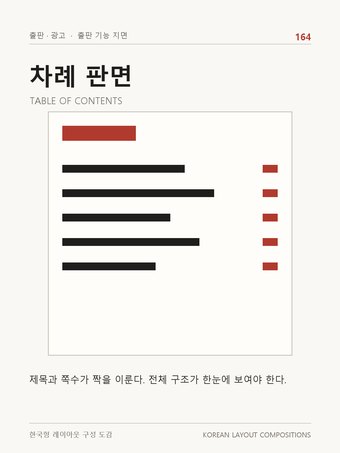 출판 · 광고 · 출판 기능 지면
164
차례 판면
TABLE OF CONTENTS
제목과 쪽수가 짝을 이룬다. 전체 구조가 한눈에 보여야 한다.
한국형 레이아웃 구성 도감
KOREAN LAYOUT COMPOSITIONS